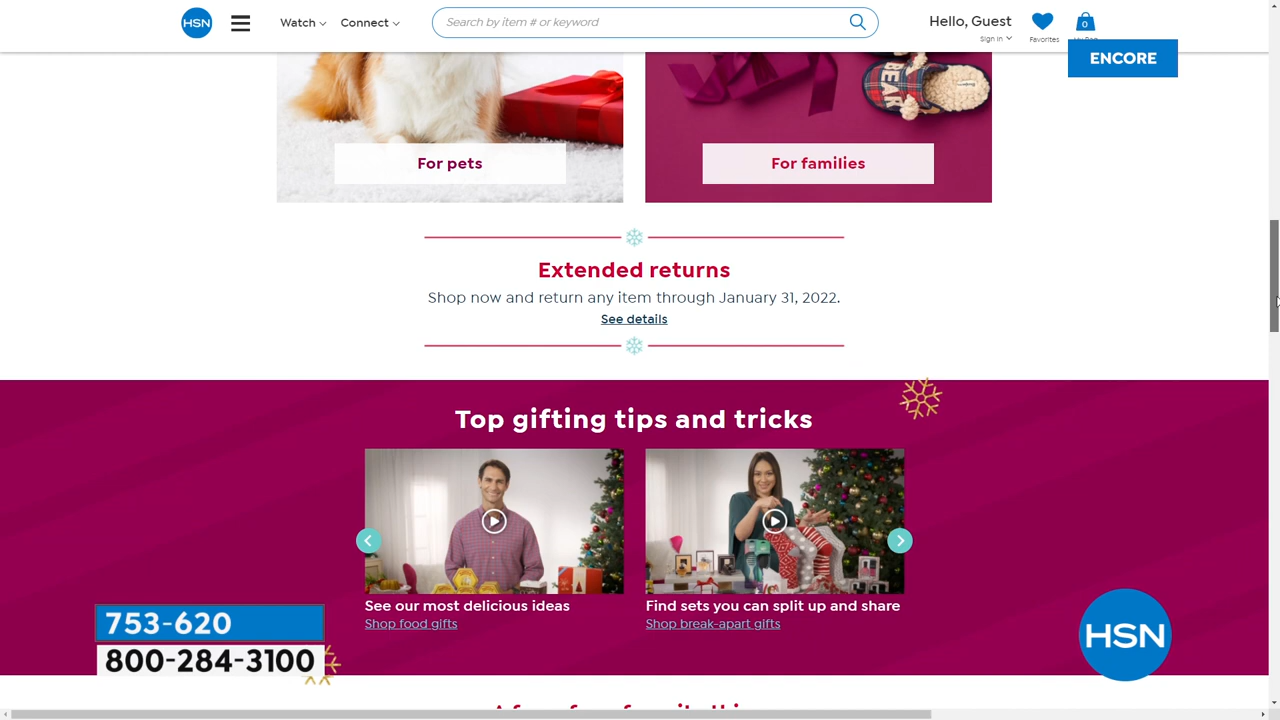 HSN
Watch
Connect
Search by item # or keyword
Hello, Guest
Sign In
Favorites
0
ENCORE
BEAR
For pets
For families
Extended returns
Shop now and return any item through January 31, 2022.
See details
Top gifting tips and tricks
See our most delicious ideas
Find sets you can split up and share
Shop food gifts
Shop break-apart gifts
753-620
800-284-3100
HSN